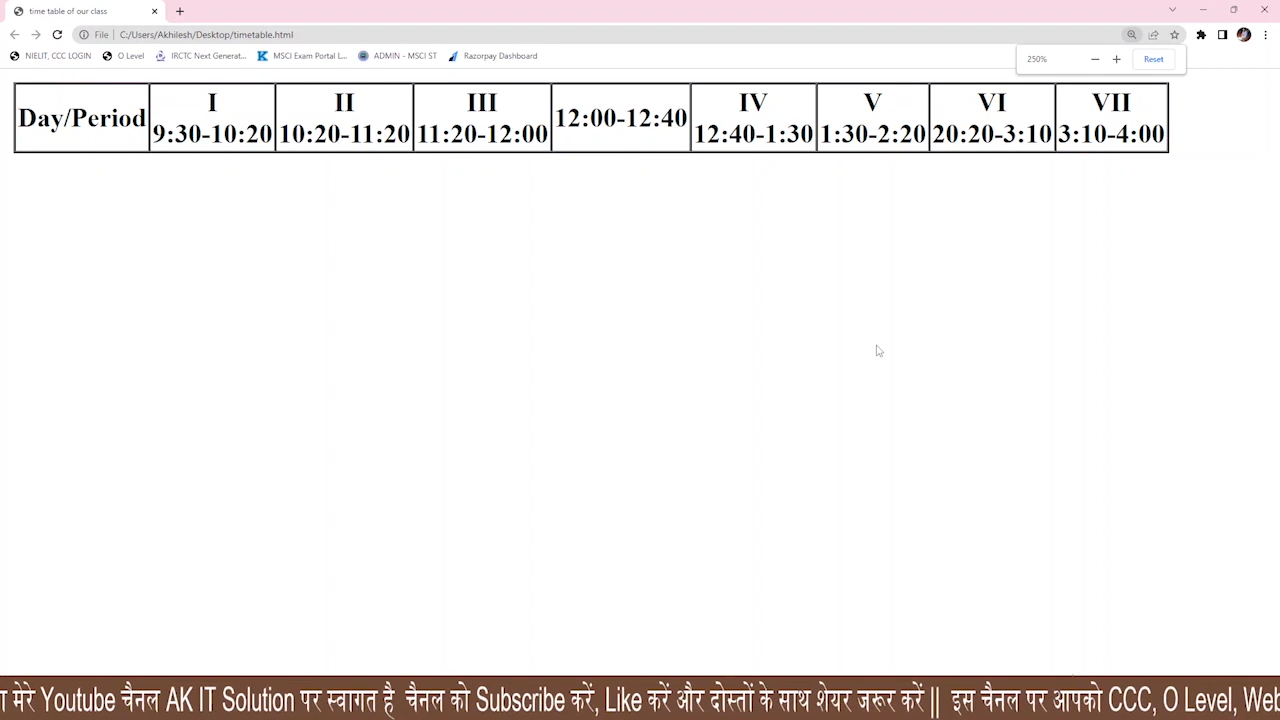 time table of our class
File C:/Users/Akhilesh/Desktop/timetable.html
NIELIT, CCC LOGIN O Level IRCTC Next Generat... MSCI Exam Portal L... ADMIN - MSCI ST Razorpay Dashboard
250% Reset
Day/Period I II III 12:00-12:40 IV V VI VII
9:30-10:20 10:20-11:20 11:20-12:00 12:40-1:30 1:30-2:20 20:20-3:10 3:10-4:00
मेरे Youtube चैनल AK IT Solution पर स्वागत है चैनल को Subscribe करें, Like करें और दोस्तों के साथ शेयर जरूर करें || इस चैनल पर आपको CCC, O Level, Web